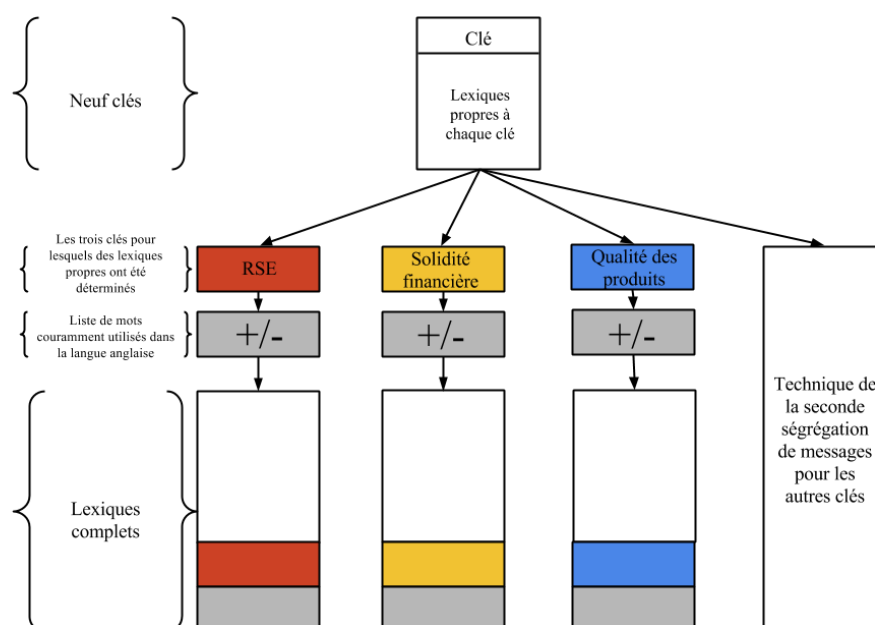 Clé
Neuf clés
Lexiques
propres à
chaque clé
Les trois clés pour
lesquels des lexiques
propres ont été
déterminés
RSE
Solidité
financière
Qualité des
produits
Liste de mots
couramment utilisés dans
la langue anglaise
+/-
+/-
+/-
Technique de
la seconde
ségrégation
de messages
pour les
autres clés
Lexiques
complets